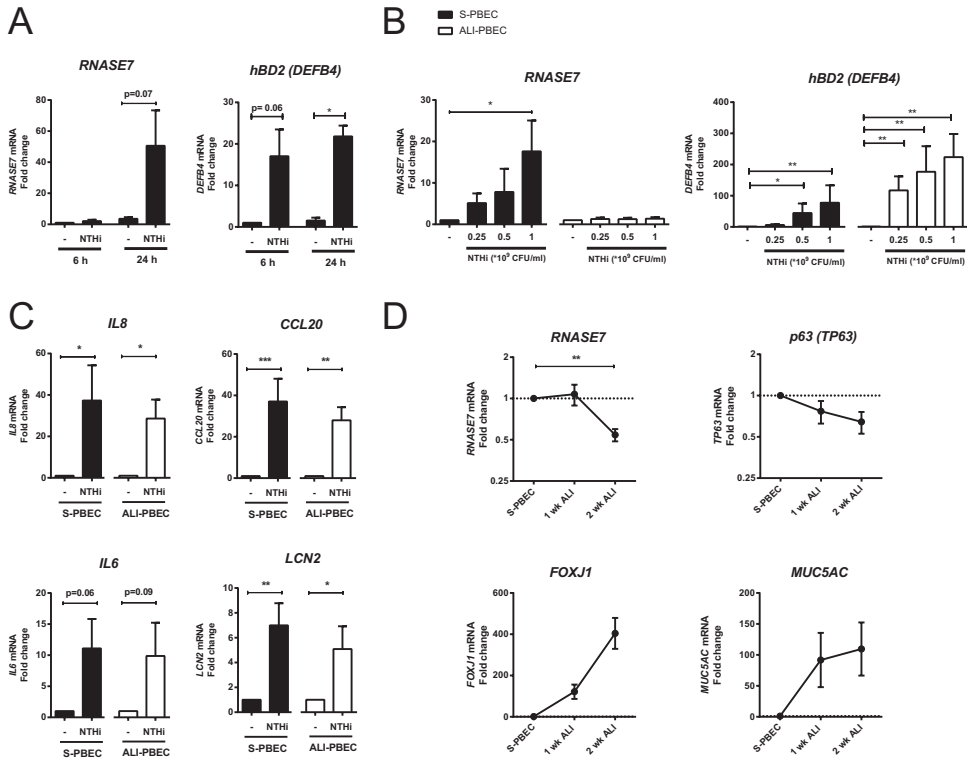 A
B
S-PBEC
ALI-PBEC
RNASE7
RNASE7 mRNA
Fold change
80
60
40
20
0
p=0.07
- NTHi - NTHi
6 h 24 h
hBD2 (DEFB4)
DEFB4 mRNA
Fold change
30
20
10
0
p= 0.06
*
- NTHi - NTHi
6 h 24 h
RNASE7
RNASE7 mRNA
Fold change
30
20
10
0
*
- 0.25 0.5 1 - 0.25 0.5 1
NTHi (*10⁹ CFU/ml) NTHi (*10⁹ CFU/ml)
hBD2 (DEFB4)
DEFB4 mRNA
Fold change
400
300
200
100
0
**
*
**
**
**
- 0.25 0.5 1 - 0.25 0.5 1
NTHi (*10⁹ CFU/ml) NTHi (*10⁹ CFU/ml)
C
IL8
IL8 mRNA
Fold change
60
40
20
0
* *
- NTHi - NTHi
S-PBEC ALI-PBEC
CCL20
CCL20 mRNA
Fold change
60
40
20
0
*** **
- NTHi - NTHi
S-PBEC ALI-PBEC
IL6
IL6 mRNA
Fold change
20
15
10
5
0
p=0.06 p=0.09
- NTHi - NTHi
S-PBEC ALI-PBEC
LCN2
LCN2 mRNA
Fold change
10
8
6
4
2
0
** *
- NTHi - NTHi
S-PBEC ALI-PBEC
D
RNASE7
RNASE7 mRNA
Fold change
2
1
0.5
0.25
**
S-PBEC 1 wk ALI 2 wk ALI
p63 (TP63)
TP63 mRNA
Fold change
2
1
0.5
0.25
S-PBEC 1 wk ALI 2 wk ALI
FOXJ1
FOXJ1 mRNA
Fold change
600
400
200
0
S-PBEC 1 wk ALI 2 wk ALI
MUC5AC
MUC5AC mRNA
Fold change
200
150
100
50
0
S-PBEC 1 wk ALI 2 wk ALI